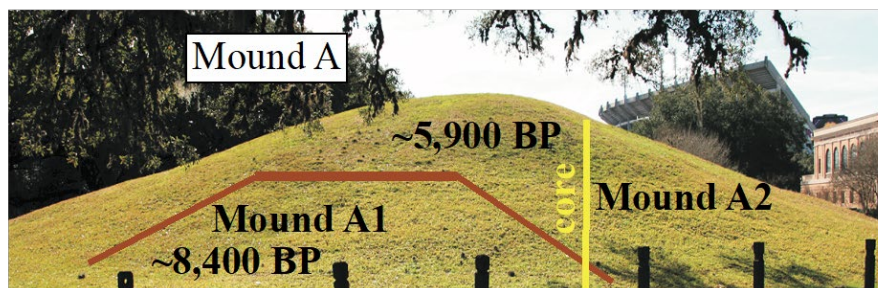 Mound A
~5,900 BP
core
Mound A2
Mound A1
~8,400 BP